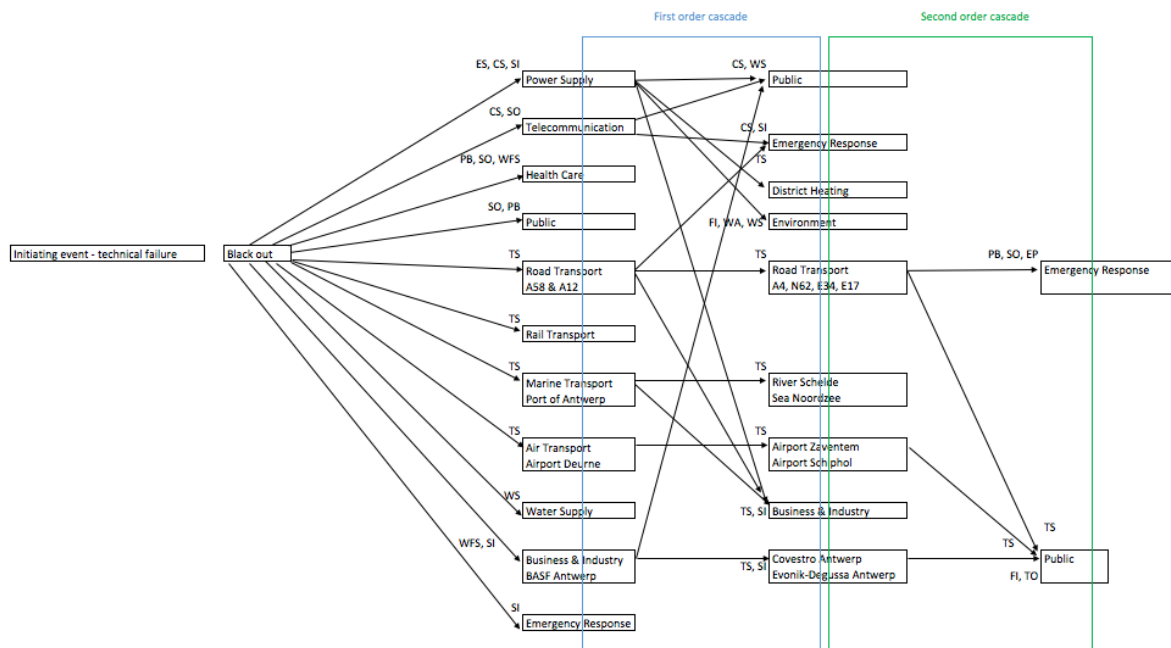 First order cascade
Second order cascade
ES, CS, SI
CS, WS
Power Supply
Public
CS, SO
CS, SI
Telecommunication
Emergency Response
PB, SO, WFS
TS
Health Care
District Heating
SO, PB
FI, WA, WS
Public
Environment
Initiating event - technical failure
Black out
TS
TS
PB, SO, EP
Road Transport
A58 & A12
Road Transport
A4, N62, E34, E17
Emergency Response
TS
Rail Transport
TS
TS
Marine Transport
Port of Antwerp
River Schelde
Sea Noordzee
TS
TS
Air Transport
Airport Deurne
Airport Zaventem
Airport Schiphol
WS
TS, SI
Water Supply
Business & Industry
TS
WFS, SI
TS
Business & Industry
BASF Antwerp
TS, SI
Covestro Antwerp
Evonik-Degussa Antwerp
Public
FI, TO
SI
Emergency Response